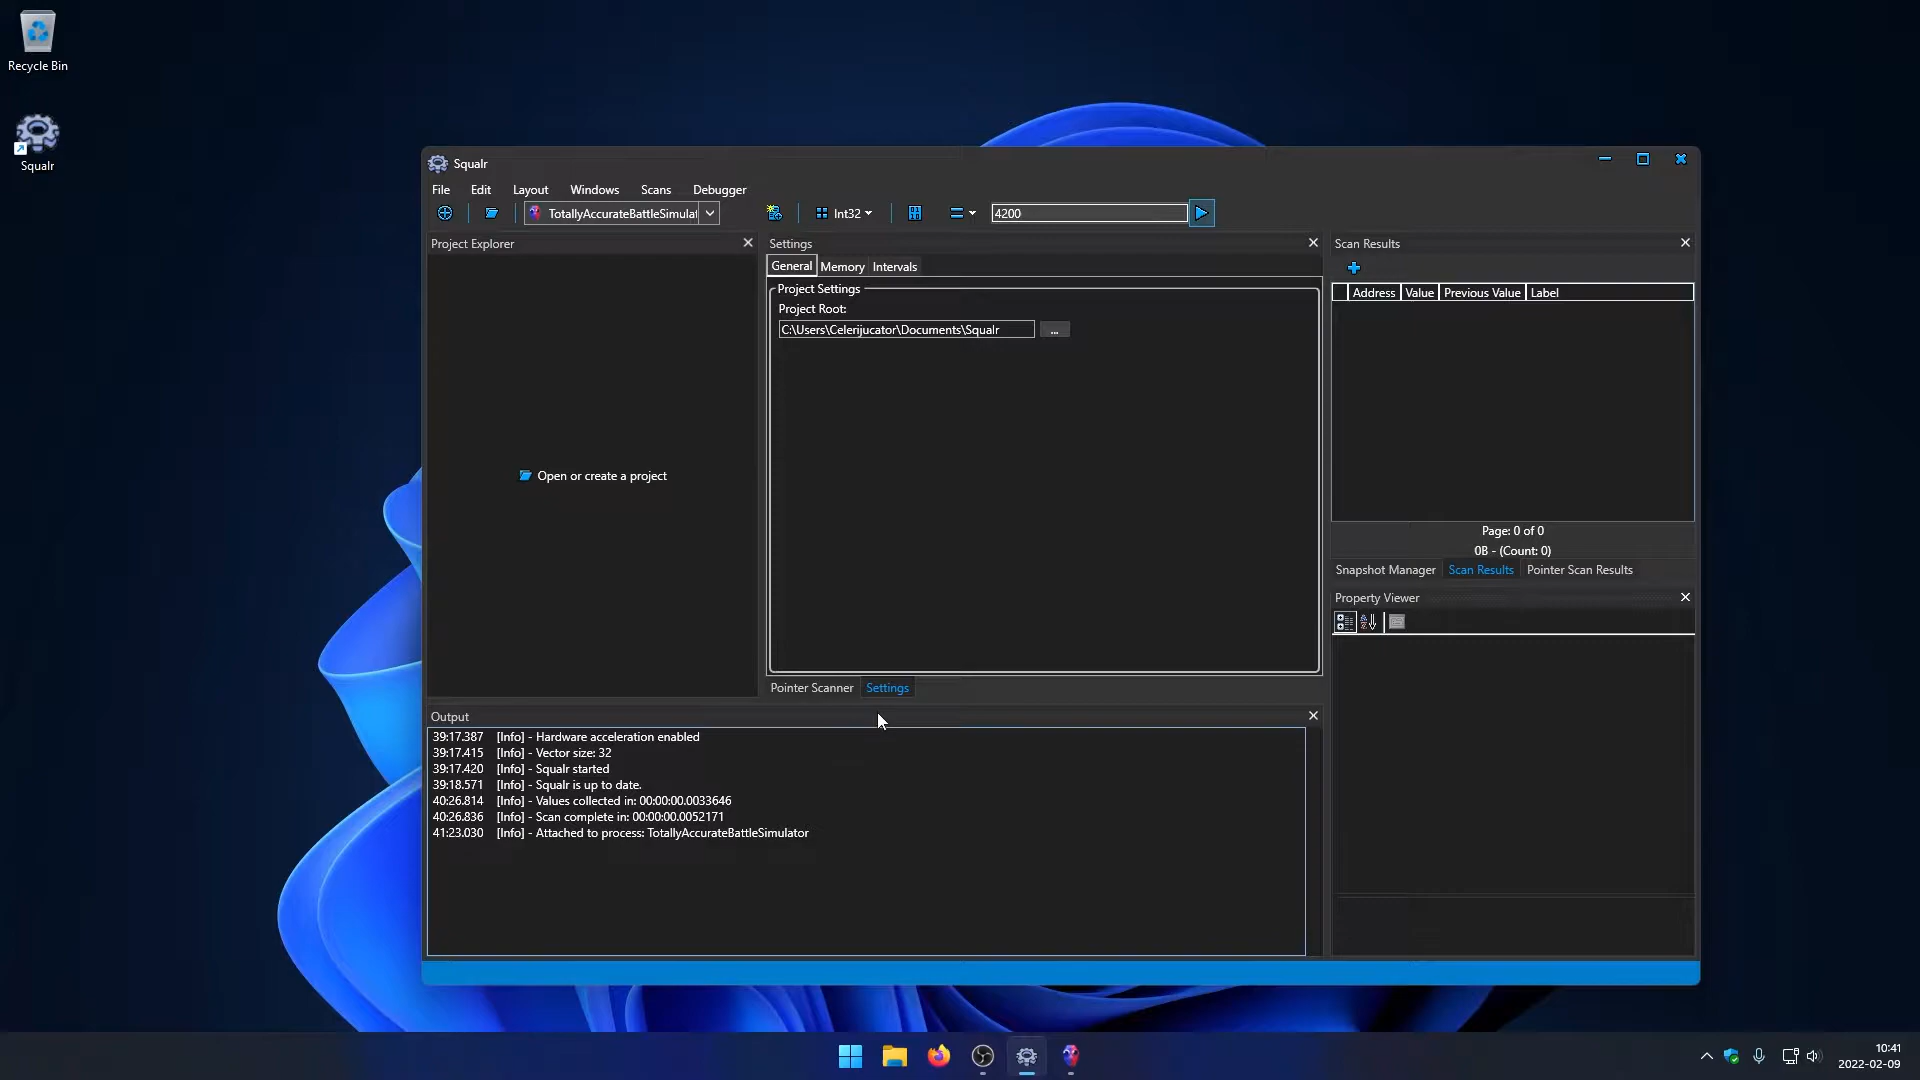 Recycle Bin
Squalr
Squalr
File Edit Layout Windows Scans Debugger
TotallyAccurateBattleSimulat Int32 4200
Project Explorer
Open or create a project
Settings
General Memory Intervals
Project Settings
Project Root:
C:\Users\Celerijucator\Documents\Squalr ...
Pointer Scanner Settings
Scan Results
Address Value Previous Value Label
Page: 0 of 0
0B - (Count: 0)
Snapshot Manager Scan Results Pointer Scan Results
Property Viewer
Output
39:17.387 [Info] - Hardware acceleration enabled
39:17.415 [Info] - Vector size: 32
39:17.420 [Info] - Squalr started
39:18.571 [Info] - Squalr is up to date.
40:26.814 [Info] - Values collected in: 00:00:00.0033646
40:26.836 [Info] - Scan complete in: 00:00:00.0052171
41:23.030 [Info] - Attached to process: TotallyAccurateBattleSimulator
10:41
2022-02-09